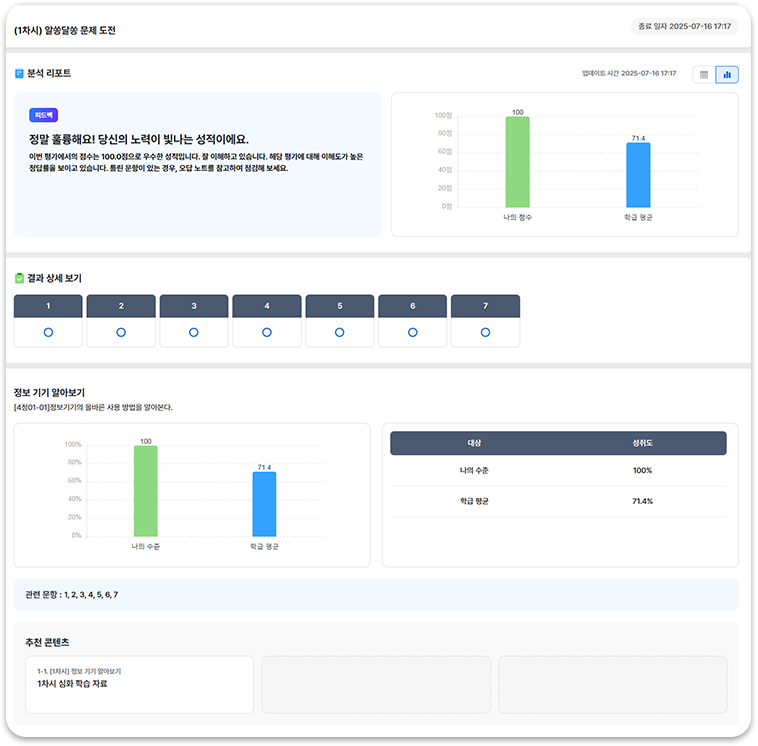 (1차시) 알쏭달쏭 문제 도전
종료 일자 2025-07-16 17:17
분석 리포트
업데이트 시간 2025-07-16 17:17
피드백
정말 훌륭해요! 당신의 노력이 빛나는 성적이에요.
이번 평가에서의 점수는 100.0점으로 우수한 성적입니다. 잘 이해하고 있습니다. 해당 평가에 대해 이해도가 높은
정답률을 보이고 있습니다. 틀린 문항이 있는 경우, 오답 노트를 참고하여 점검해 보세요.
100점
80점
60점
40점
20점
0점
100
71.4
나의 점수
학급 평균
결과 상세 보기
1 2 3 4 5 6 7
정보 기기 알아보기
[4정01-01]정보기기의 올바른 사용 방법을 알아본다.
100%
80%
60%
40%
20%
0%
100
71.4
나의 수준
학급 평균
대상 성취도
나의 수준 100%
학급 평균 71.4%
관련 문항 : 1, 2, 3, 4, 5, 6, 7
추천 콘텐츠
1-1. [1차시] 정보 기기 알아보기
1차시 심화 학습 자료